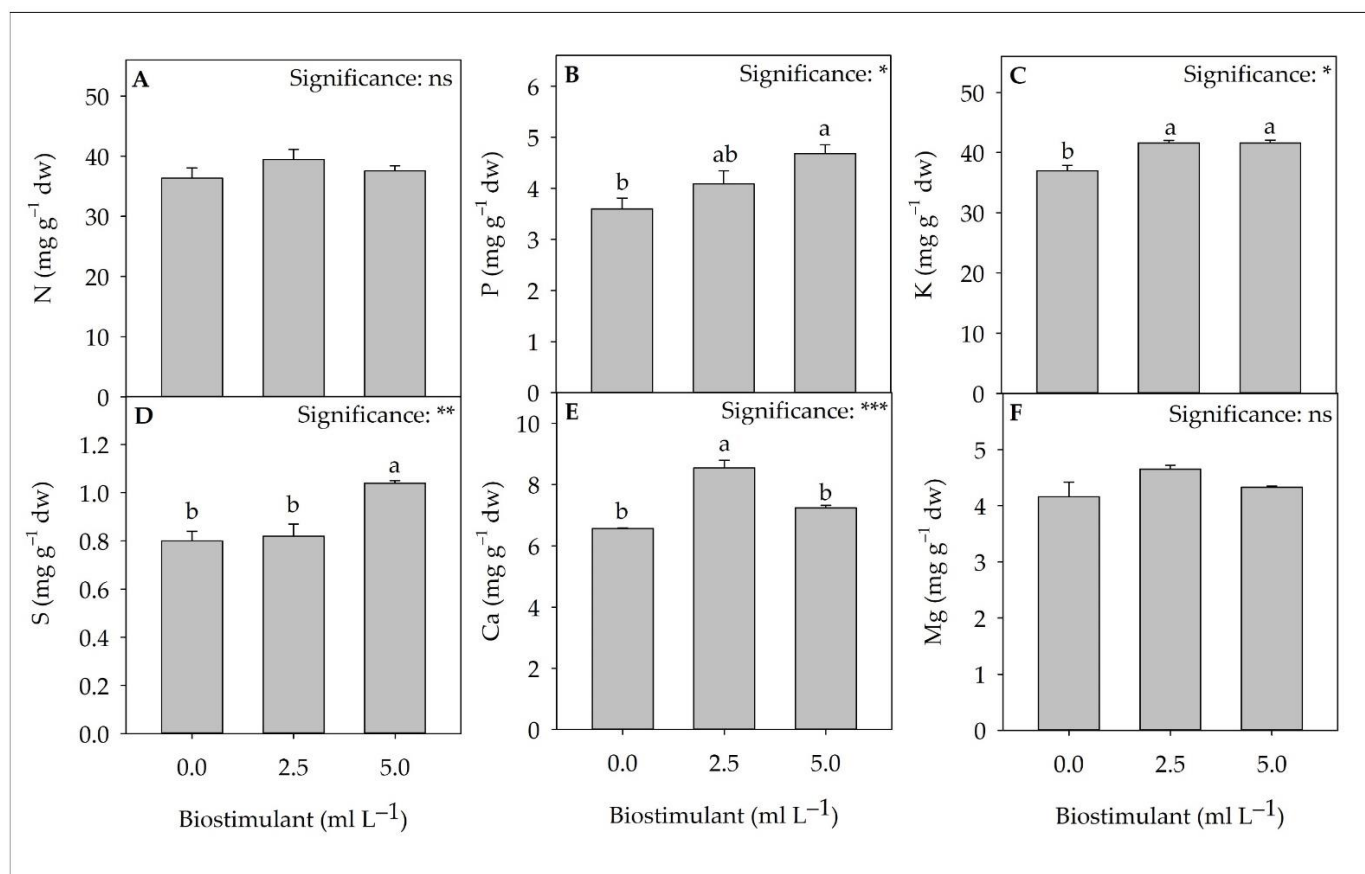 A
Significance: ns
50
40
30
20
10
0
N (mg g⁻¹ dw)
B
Significance: *
6
5
4
3
2
1
0
P (mg g⁻¹ dw)
b
ab
a
C
Significance: *
50
40
30
20
10
0
K (mg g⁻¹ dw)
b
a
a
D
Significance: **
1.2
1.0
0.8
0.6
0.4
0.2
0.0
S (mg g⁻¹ dw)
b
b
a
0.0
2.5
5.0
Biostimulant (ml L⁻¹)
E
Significance: ***
10
8
6
4
2
0
Ca (mg g⁻¹ dw)
b
a
b
0.0
2.5
5.0
Biostimulant (ml L⁻¹)
F
Significance: ns
5
4
3
2
1
0
Mg (mg g⁻¹ dw)
0.0
2.5
5.0
Biostimulant (ml L⁻¹)